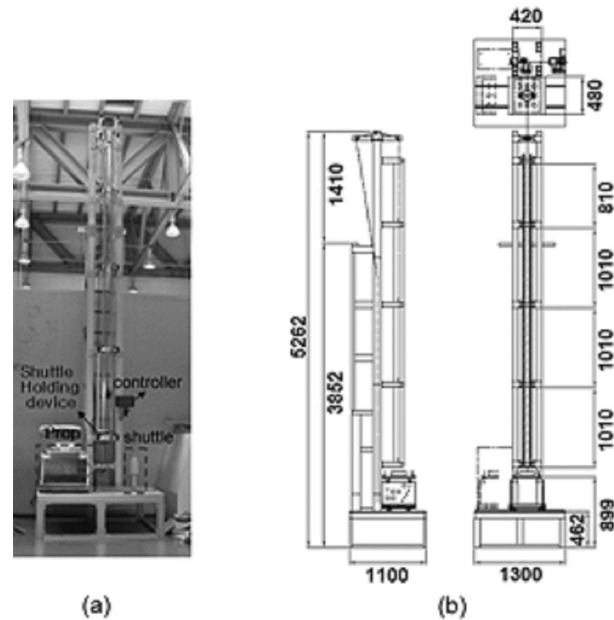 Shuttle
Holding
device
controller
Prop
shuttle
420
480
1410
5262
3852
810
1010
1010
1010
899
462
1100
1300
(a)
(b)